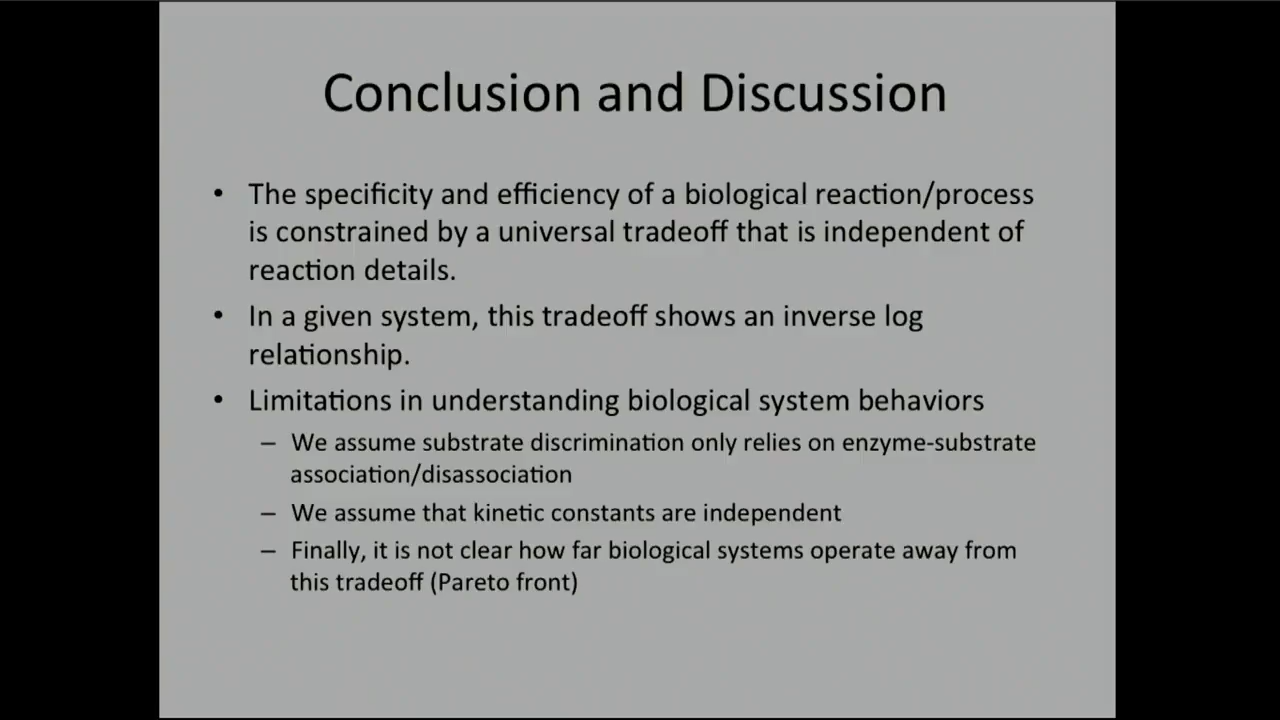 Conclusion and Discussion
• The specificity and efficiency of a biological reaction/process
is constrained by a universal tradeoff that is independent of
reaction details.
• In a given system, this tradeoff shows an inverse log
relationship.
• Limitations in understanding biological system behaviors
– We assume substrate discrimination only relies on enzyme-substrate
association/disassociation
– We assume that kinetic constants are independent
– Finally, it is not clear how far biological systems operate away from
this tradeoff (Pareto front)